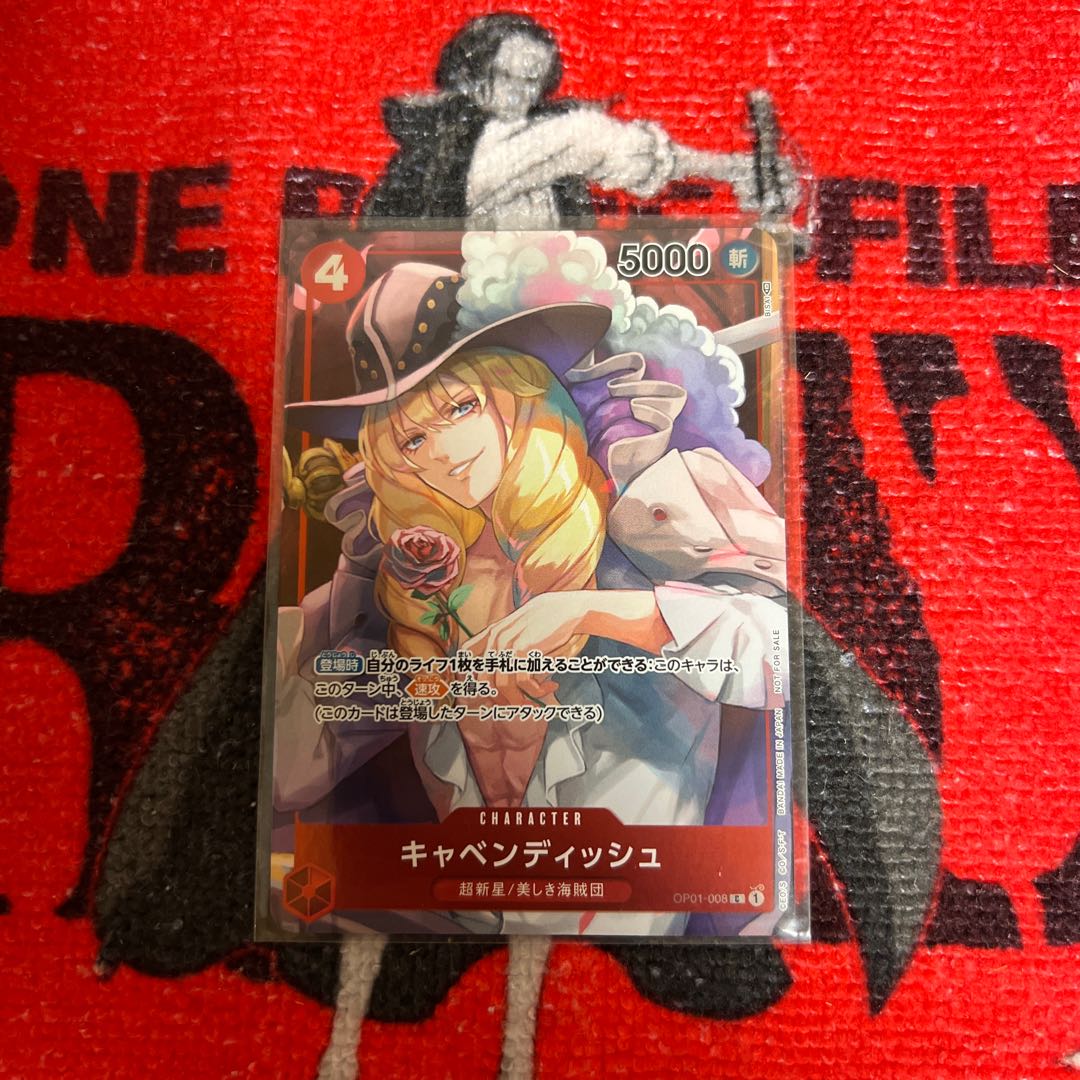 ONE P FIL
4
5000
斬
BISAI
登場時 自分のライフ1枚を手札に加えることができる:このキャラは、
このターン中、速攻を得る。
(このカードは登場したターンにアタックできる)
CHARACTER
キャベンディッシュ
超新星/美しき海賊団
OP01-008 C 1
©EO/S ©O/S・F・T BANDAI MADE IN JAPAN NOT FOR SALE